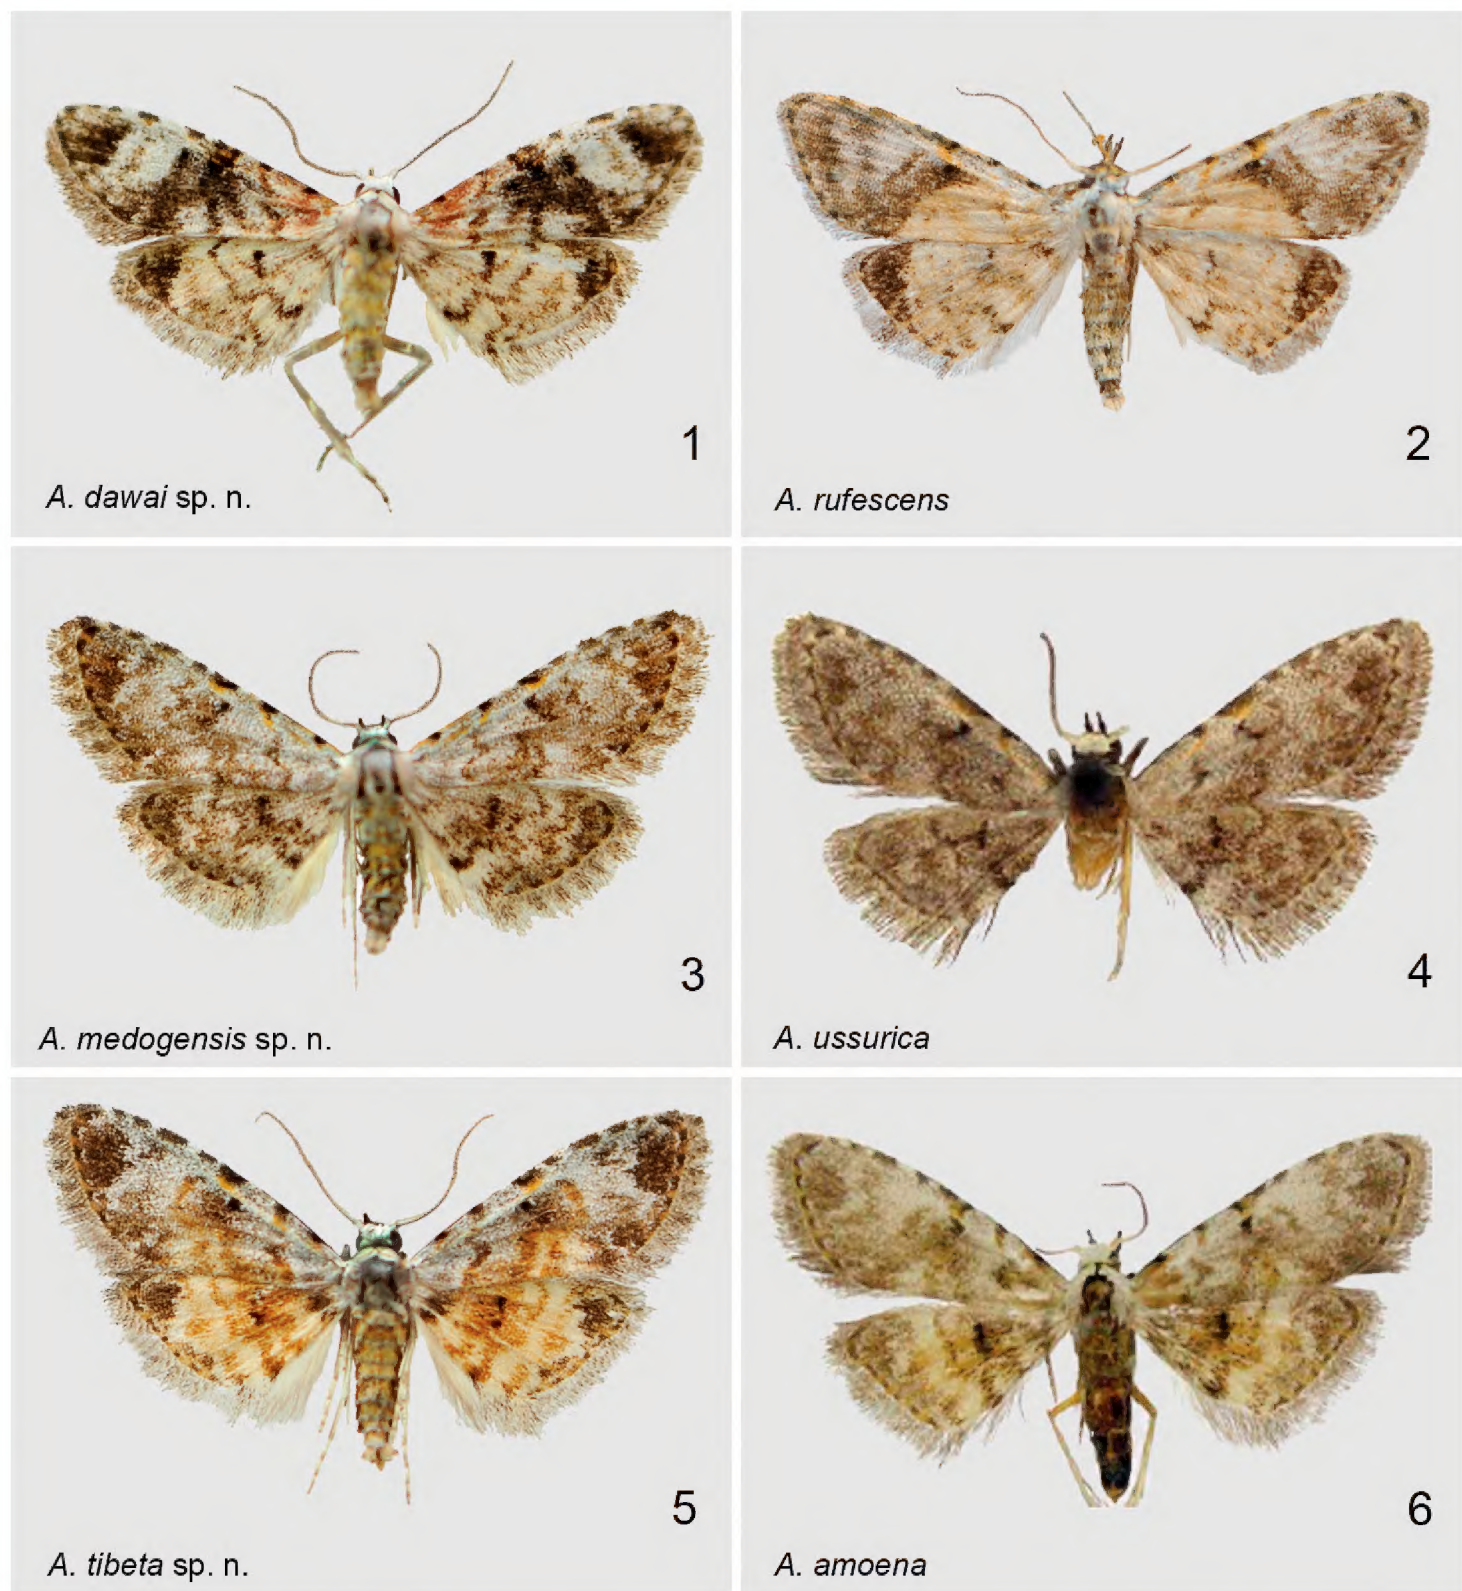 1
A. dawai sp. n.
2
A. rufescens
3
A. medogensis sp. n.
4
A. ussurica
5
A. tibeta sp. n.
6
A. amoena